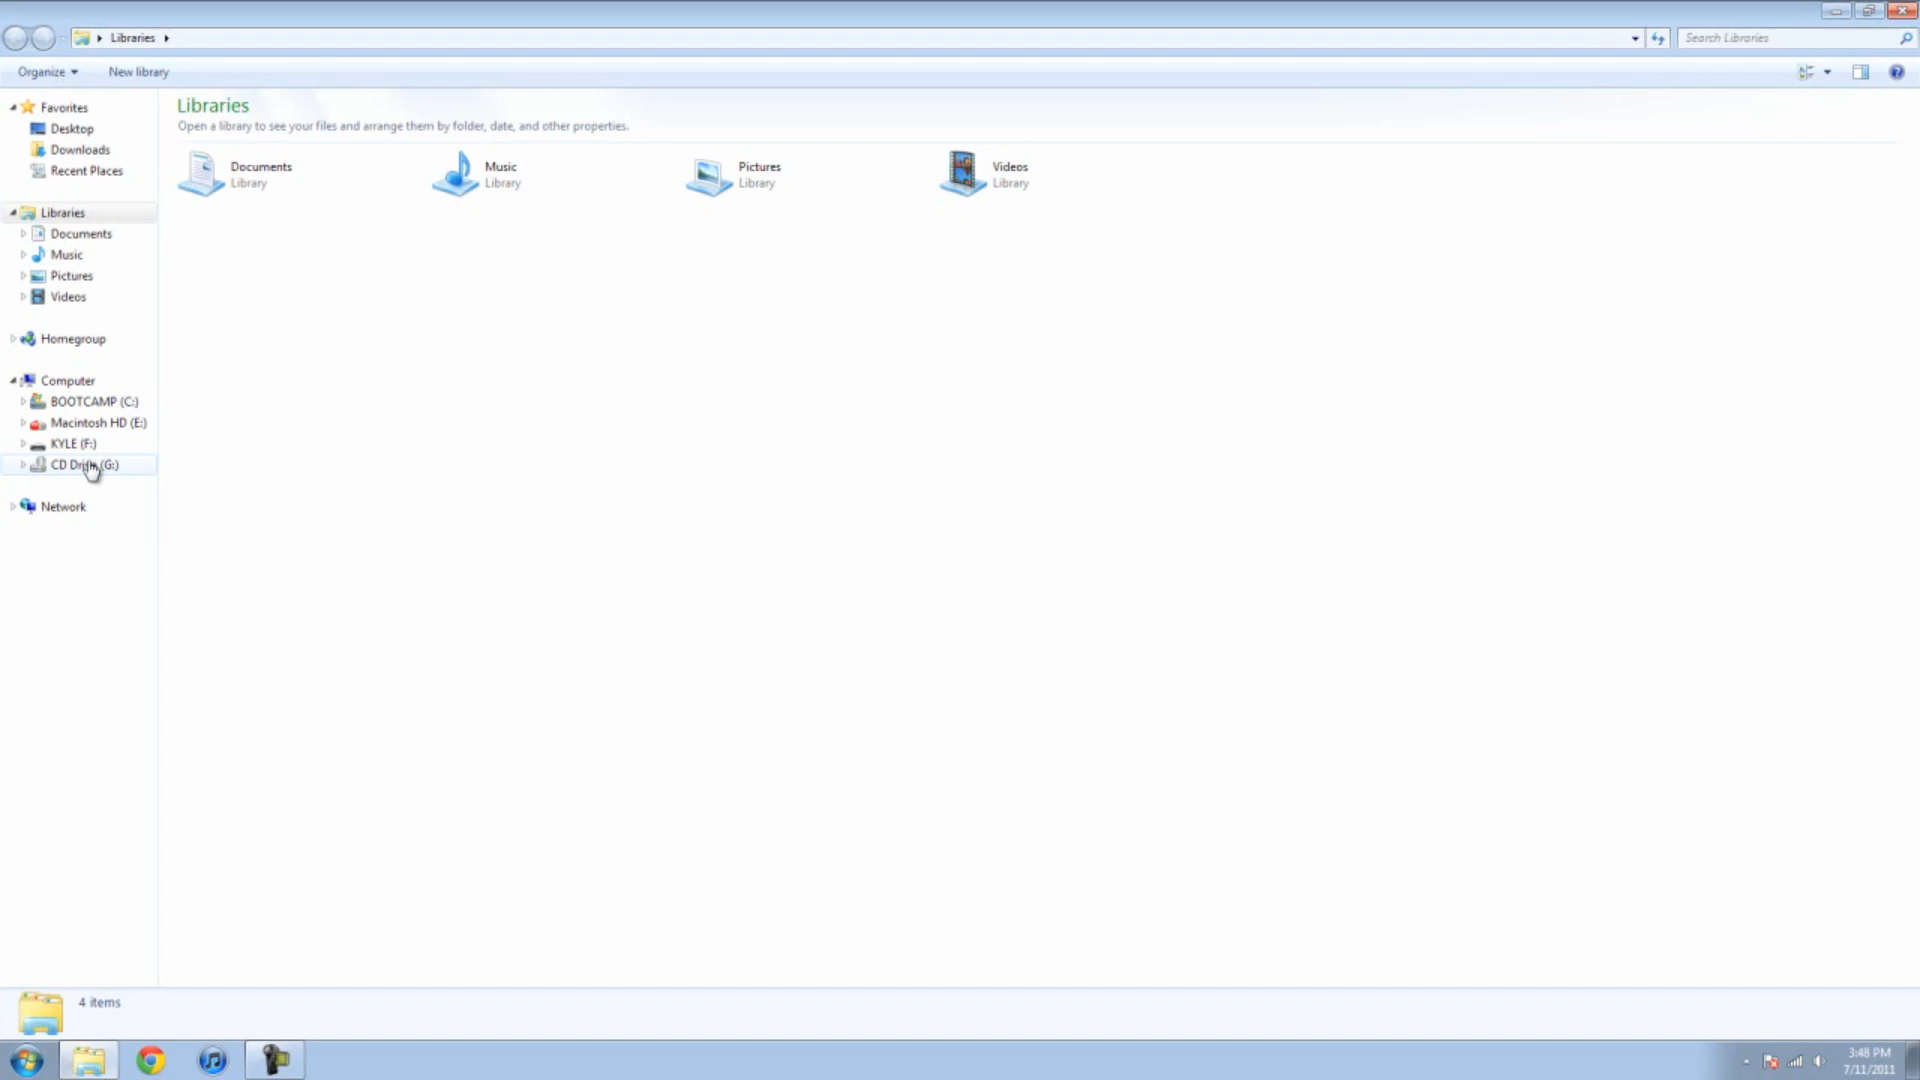 Libraries
Search Libraries
Organize
New library
Favorites
Desktop
Downloads
Recent Places
Libraries
Documents
Music
Pictures
Videos
Homegroup
Computer
BOOTCAMP (C:)
Macintosh HD (E:)
KYLE (F:)
CD Drive (G:)
Network
Libraries
Open a library to see your files and arrange them by folder, date, and other properties.
Documents
Library
Music
Library
Pictures
Library
Videos
Library
4 items
3:48 PM
7/11/2011